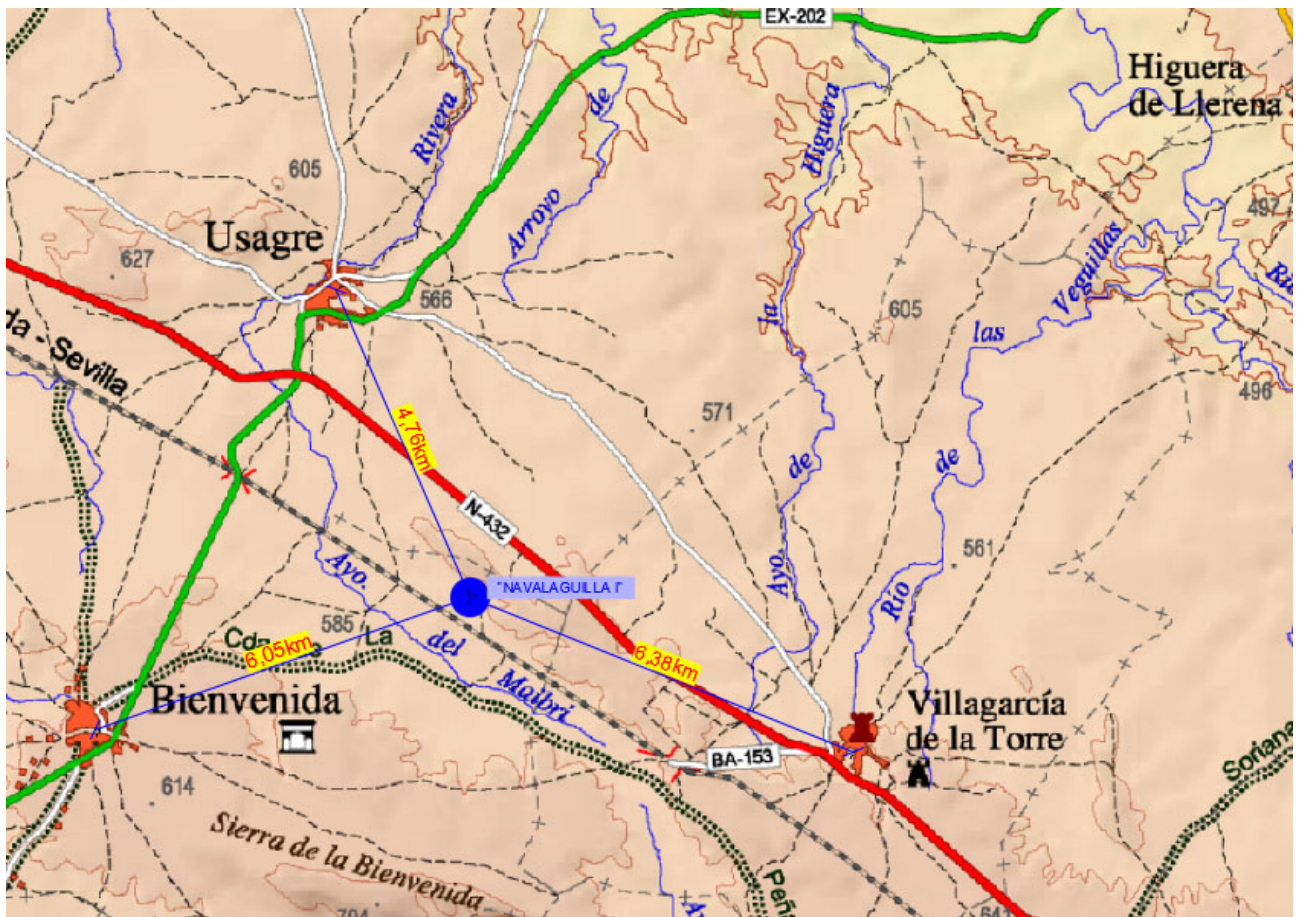 EX-202
Higuera
de Llerena
Rivera
Arroyo
de
Higuera
la
de
Ayo.
605
627
Usagre
566
497
Veguillas
las
605
da - Sevilla
496
571
4,76km
de
N-432
561
Río
Ayo.
"NAVALAGUILLA I"
585
La
del
6,05km
6,38km
Maibri
Bienvenida
Villagarcía
de la Torre
BA-153
Soñana
614
Sierra de la Bienvenida